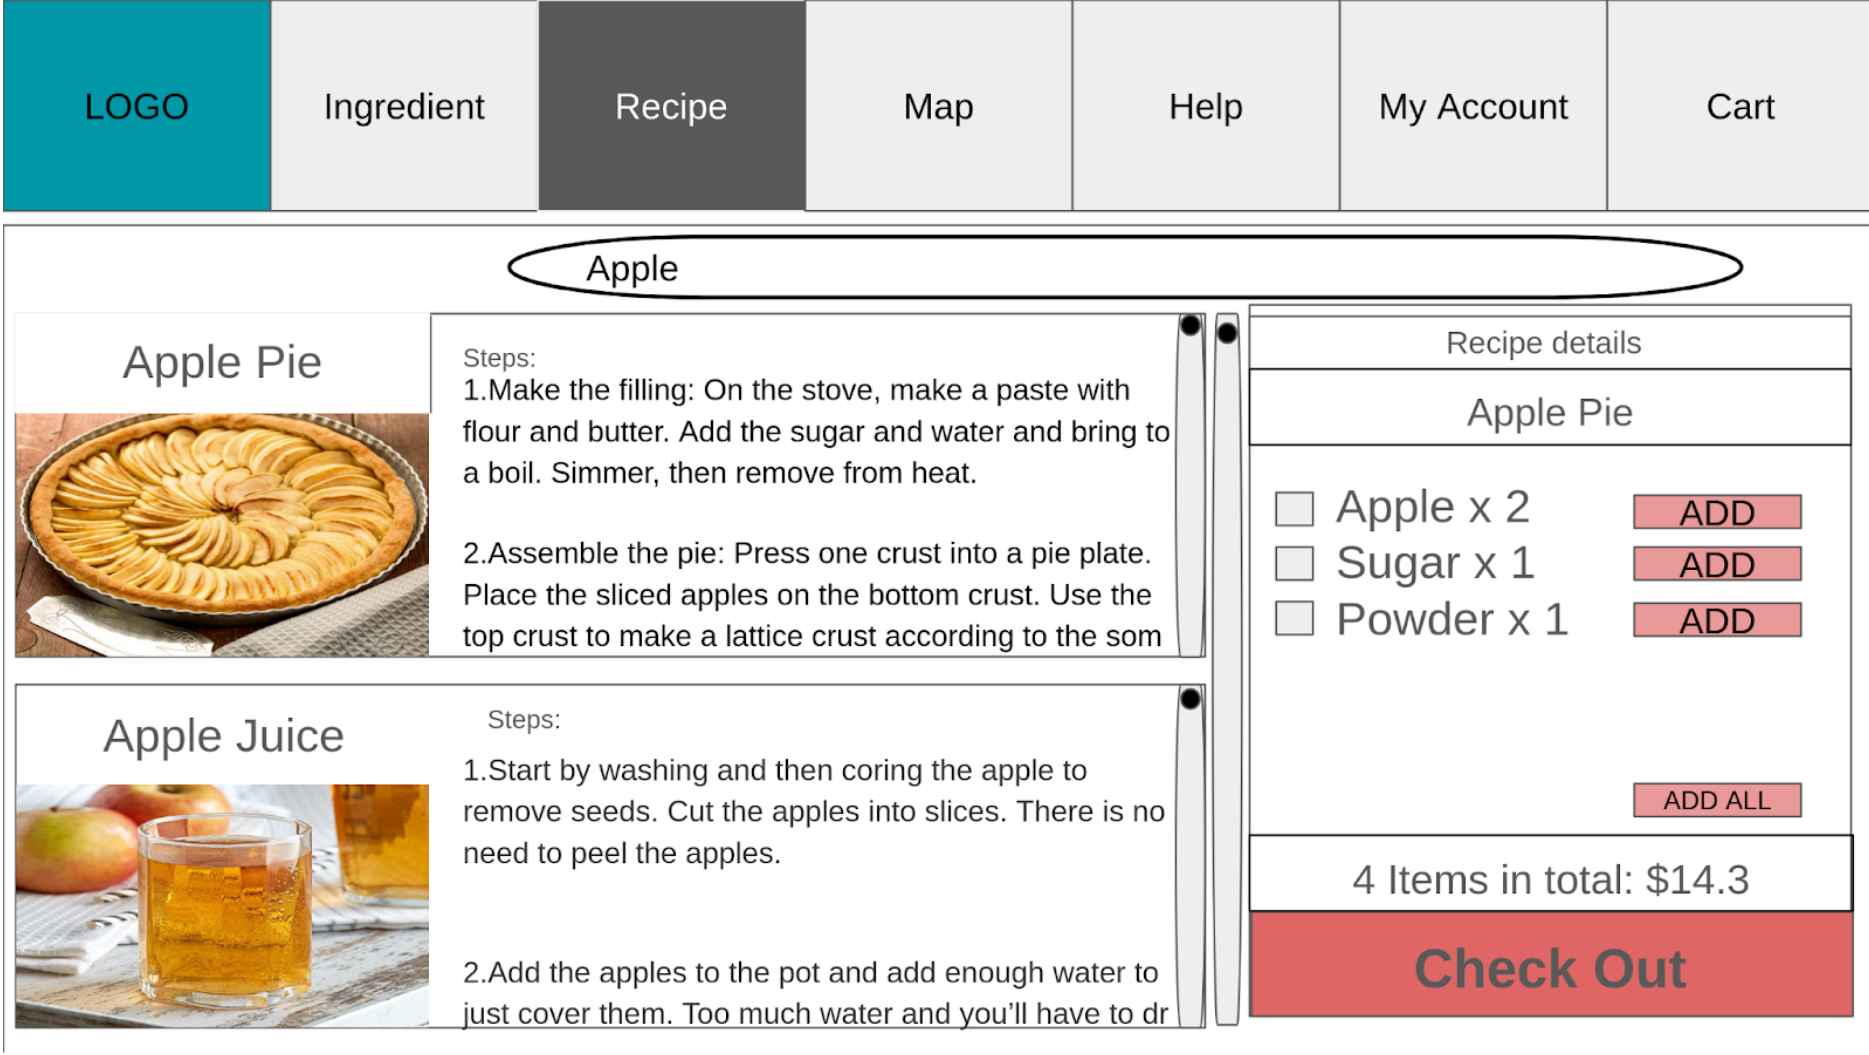 LOGO
Ingredient
Recipe
Map
Help
My Account
Cart
Apple
Apple Pie
Steps:
1.Make the filling: On the stove, make a paste with
flour and butter. Add the sugar and water and bring to
a boil. Simmer, then remove from heat.
2.Assemble the pie: Press one crust into a pie plate.
Place the sliced apples on the bottom crust. Use the
top crust to make a lattice crust according to the som
Apple Juice
Steps:
1.Start by washing and then coring the apple to
remove seeds. Cut the apples into slices. There is no
need to peel the apples.
2.Add the apples to the pot and add enough water to
just cover them. Too much water and you’ll have to dr
Recipe details
Apple Pie
Apple x 2 ADD
Sugar x 1 ADD
Powder x 1 ADD
ADD ALL
4 Items in total: $14.3
Check Out